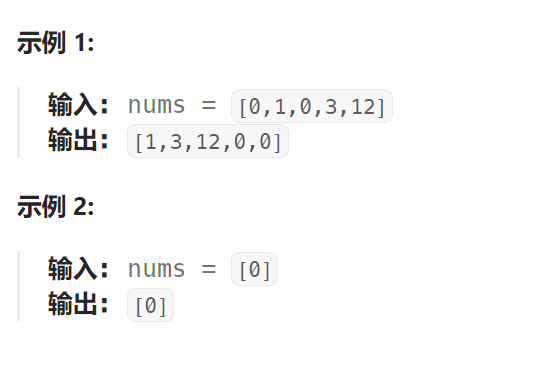 示例 1:
输入：nums = [0,1,0,3,12]
输出：[1,3,12,0,0]
示例 2:
输入：nums = [0]
输出：[0]